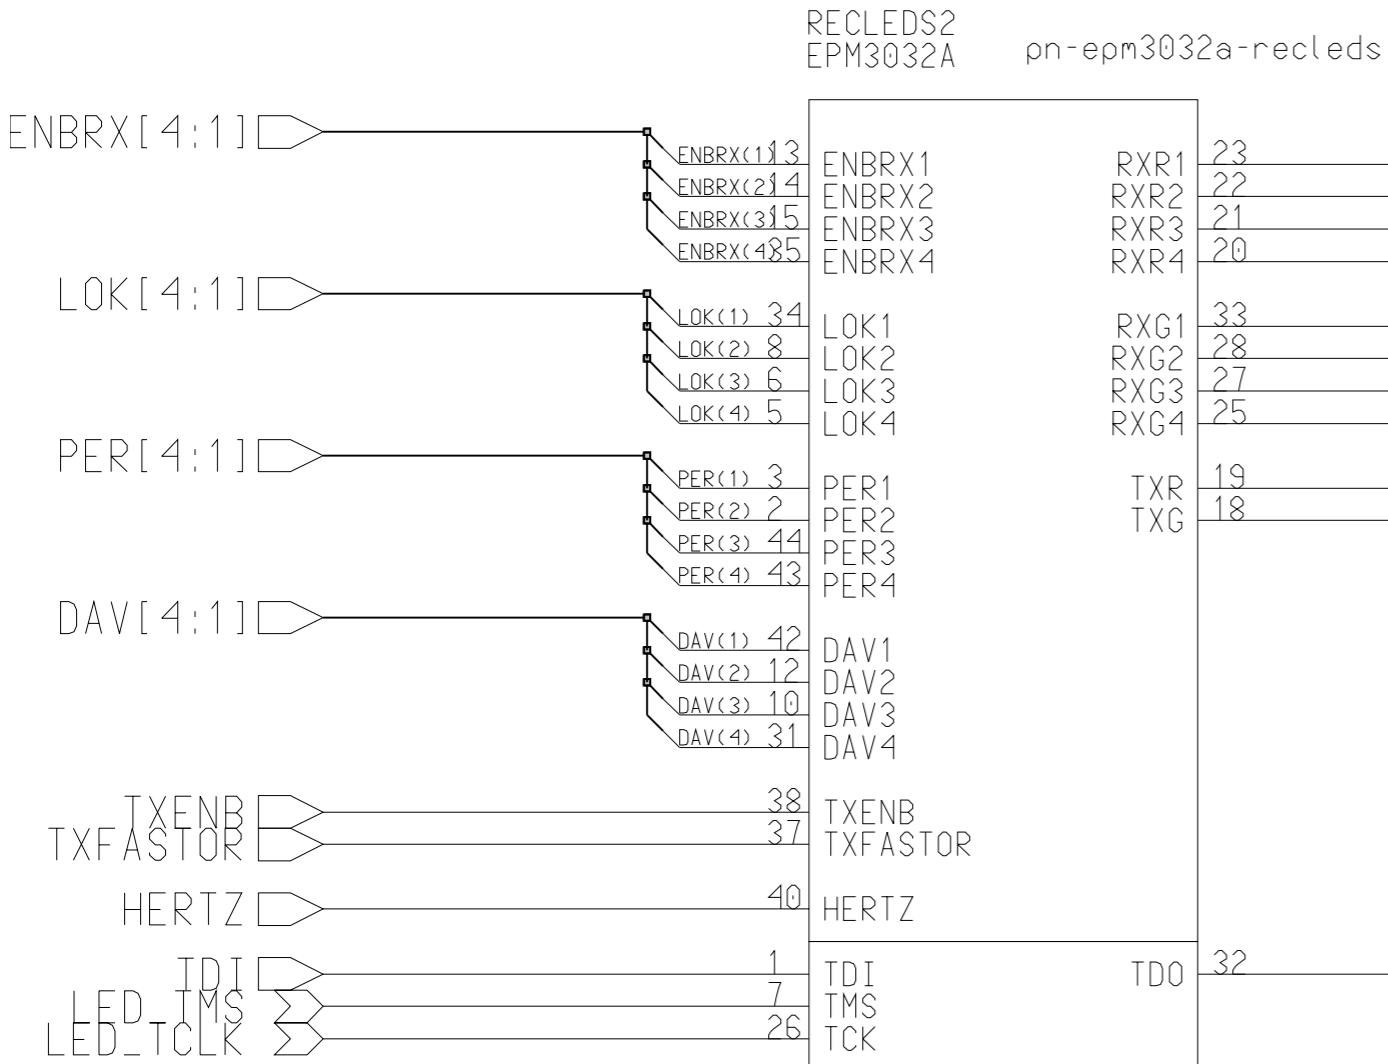 RECLEDS2
EPM3032A pn-epm3032a-recleds
ENBRX[4:1]
ENBRX(1) 13 ENBRX1 RXR1 23
ENBRX(2) 14 ENBRX2 RXR2 22
ENBRX(3) 15 ENBRX3 RXR3 21
ENBRX(4) 35 ENBRX4 RXR4 20
LOK[4:1]
LOK(1) 34 LOK1 RXG1 33
LOK(2) 8 LOK2 RXG2 28
LOK(3) 6 LOK3 RXG3 27
LOK(4) 5 LOK4 RXG4 25
PER[4:1]
PER(1) 3 PER1 TXR 19
PER(2) 2 PER2 TXG 18
PER(3) 44 PER3
PER(4) 43 PER4
DAV[4:1]
DAV(1) 42 DAV1
DAV(2) 12 DAV2
DAV(3) 10 DAV3
DAV(4) 31 DAV4
TXENB 38 TXENB
TXFASTOR 37 TXFASTOR
HERTZ 40 HERTZ
TDI 1 TDI TDO 32
LED_TMS 7 TMS
LED_TCLK 26 TCK